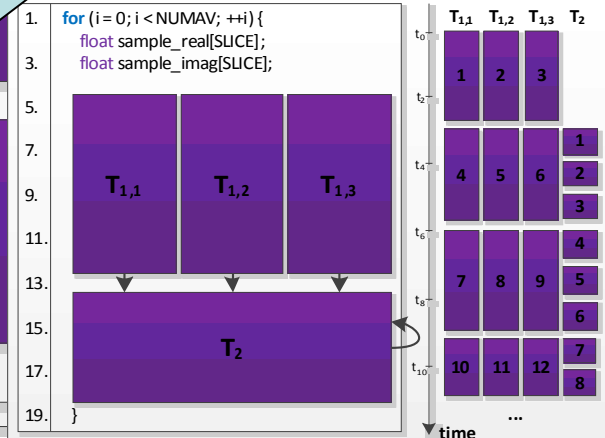 1. for (i = 0; i < NUMAV; ++i) {
float sample_real[SLICE];
3. float sample_imag[SLICE];
5.
7.
9.
11.
13.
15.
17.
19. }
T1,1 T1,2 T1,3
T2
T1,1 T1,2 T1,3 T2
t0
1 2 3
t2
1
t4
4 5 6 2
3
t6
4
7 8 9 5
t8
6
7
t10
10 11 12
8
...
time